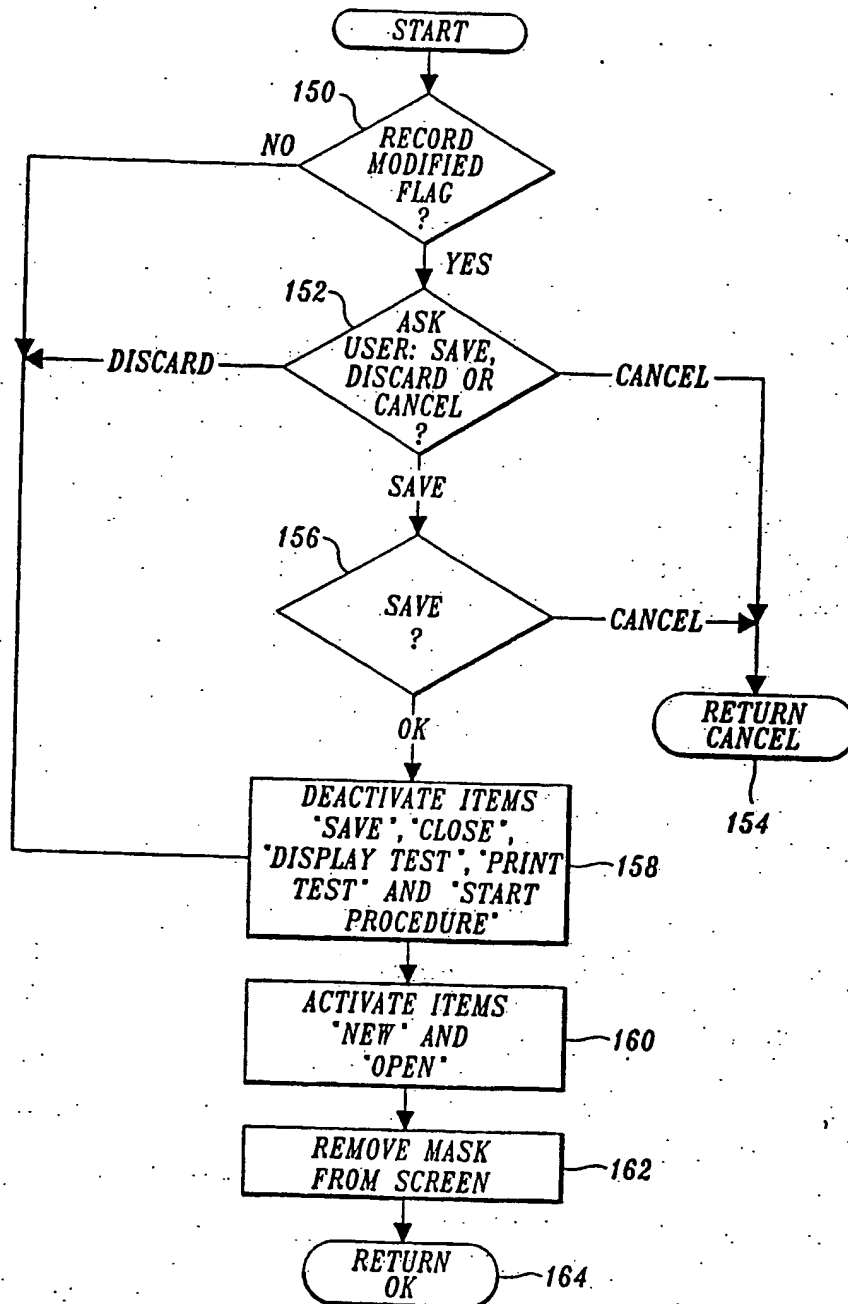 START
150
RECORD
MODIFIED
FLAG
?
NO
YES
152
ASK
USER: SAVE,
DISCARD OR
CANCEL
?
DISCARD
CANCEL
SAVE
156
SAVE
?
CANCEL
OK
RETURN
CANCEL
154
DEACTIVATE ITEMS
"SAVE", "CLOSE",
"DISPLAY TEST", "PRINT
TEST" AND "START
PROCEDURE"
158
ACTIVATE ITEMS
"NEW" AND
"OPEN"
160
REMOVE MASK
FROM SCREEN
162
RETURN
OK
164